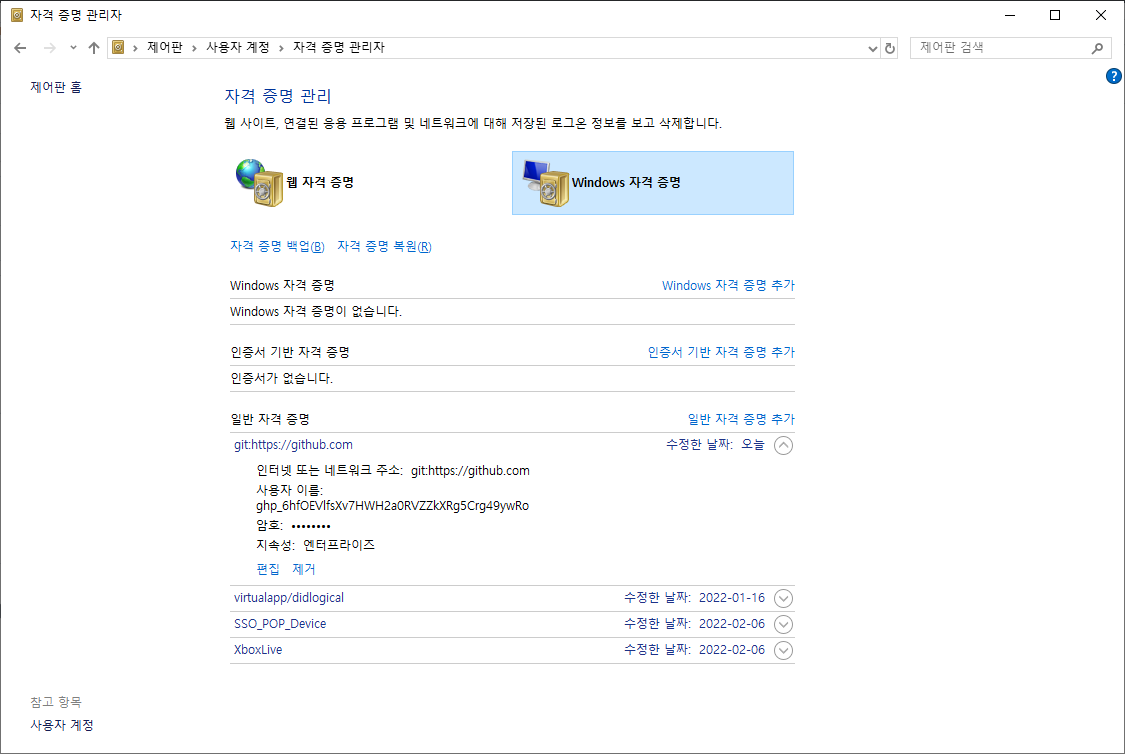 자격 증명 관리자
제어판 › 사용자 계정 › 자격 증명 관리자
제어판 검색
제어판 홈
자격 증명 관리
웹 사이트, 연결된 응용 프로그램 및 네트워크에 대해 저장된 로그온 정보를 보고 삭제합니다.
웹 자격 증명
Windows 자격 증명
자격 증명 백업(B) 자격 증명 복원(R)
Windows 자격 증명 Windows 자격 증명 추가
Windows 자격 증명이 없습니다.
인증서 기반 자격 증명 인증서 기반 자격 증명 추가
인증서가 없습니다.
일반 자격 증명 일반 자격 증명 추가
git:https://github.com 수정한 날짜: 오늘
인터넷 또는 네트워크 주소: git:https://github.com
사용자 이름:
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
암호: ••••••••
지속성: 엔터프라이즈
편집 제거
virtualapp/didlogical 수정한 날짜: 2022-01-16
SSO_POP_Device 수정한 날짜: 2022-02-06
XboxLive 수정한 날짜: 2022-02-06
참고 항목
사용자 계정